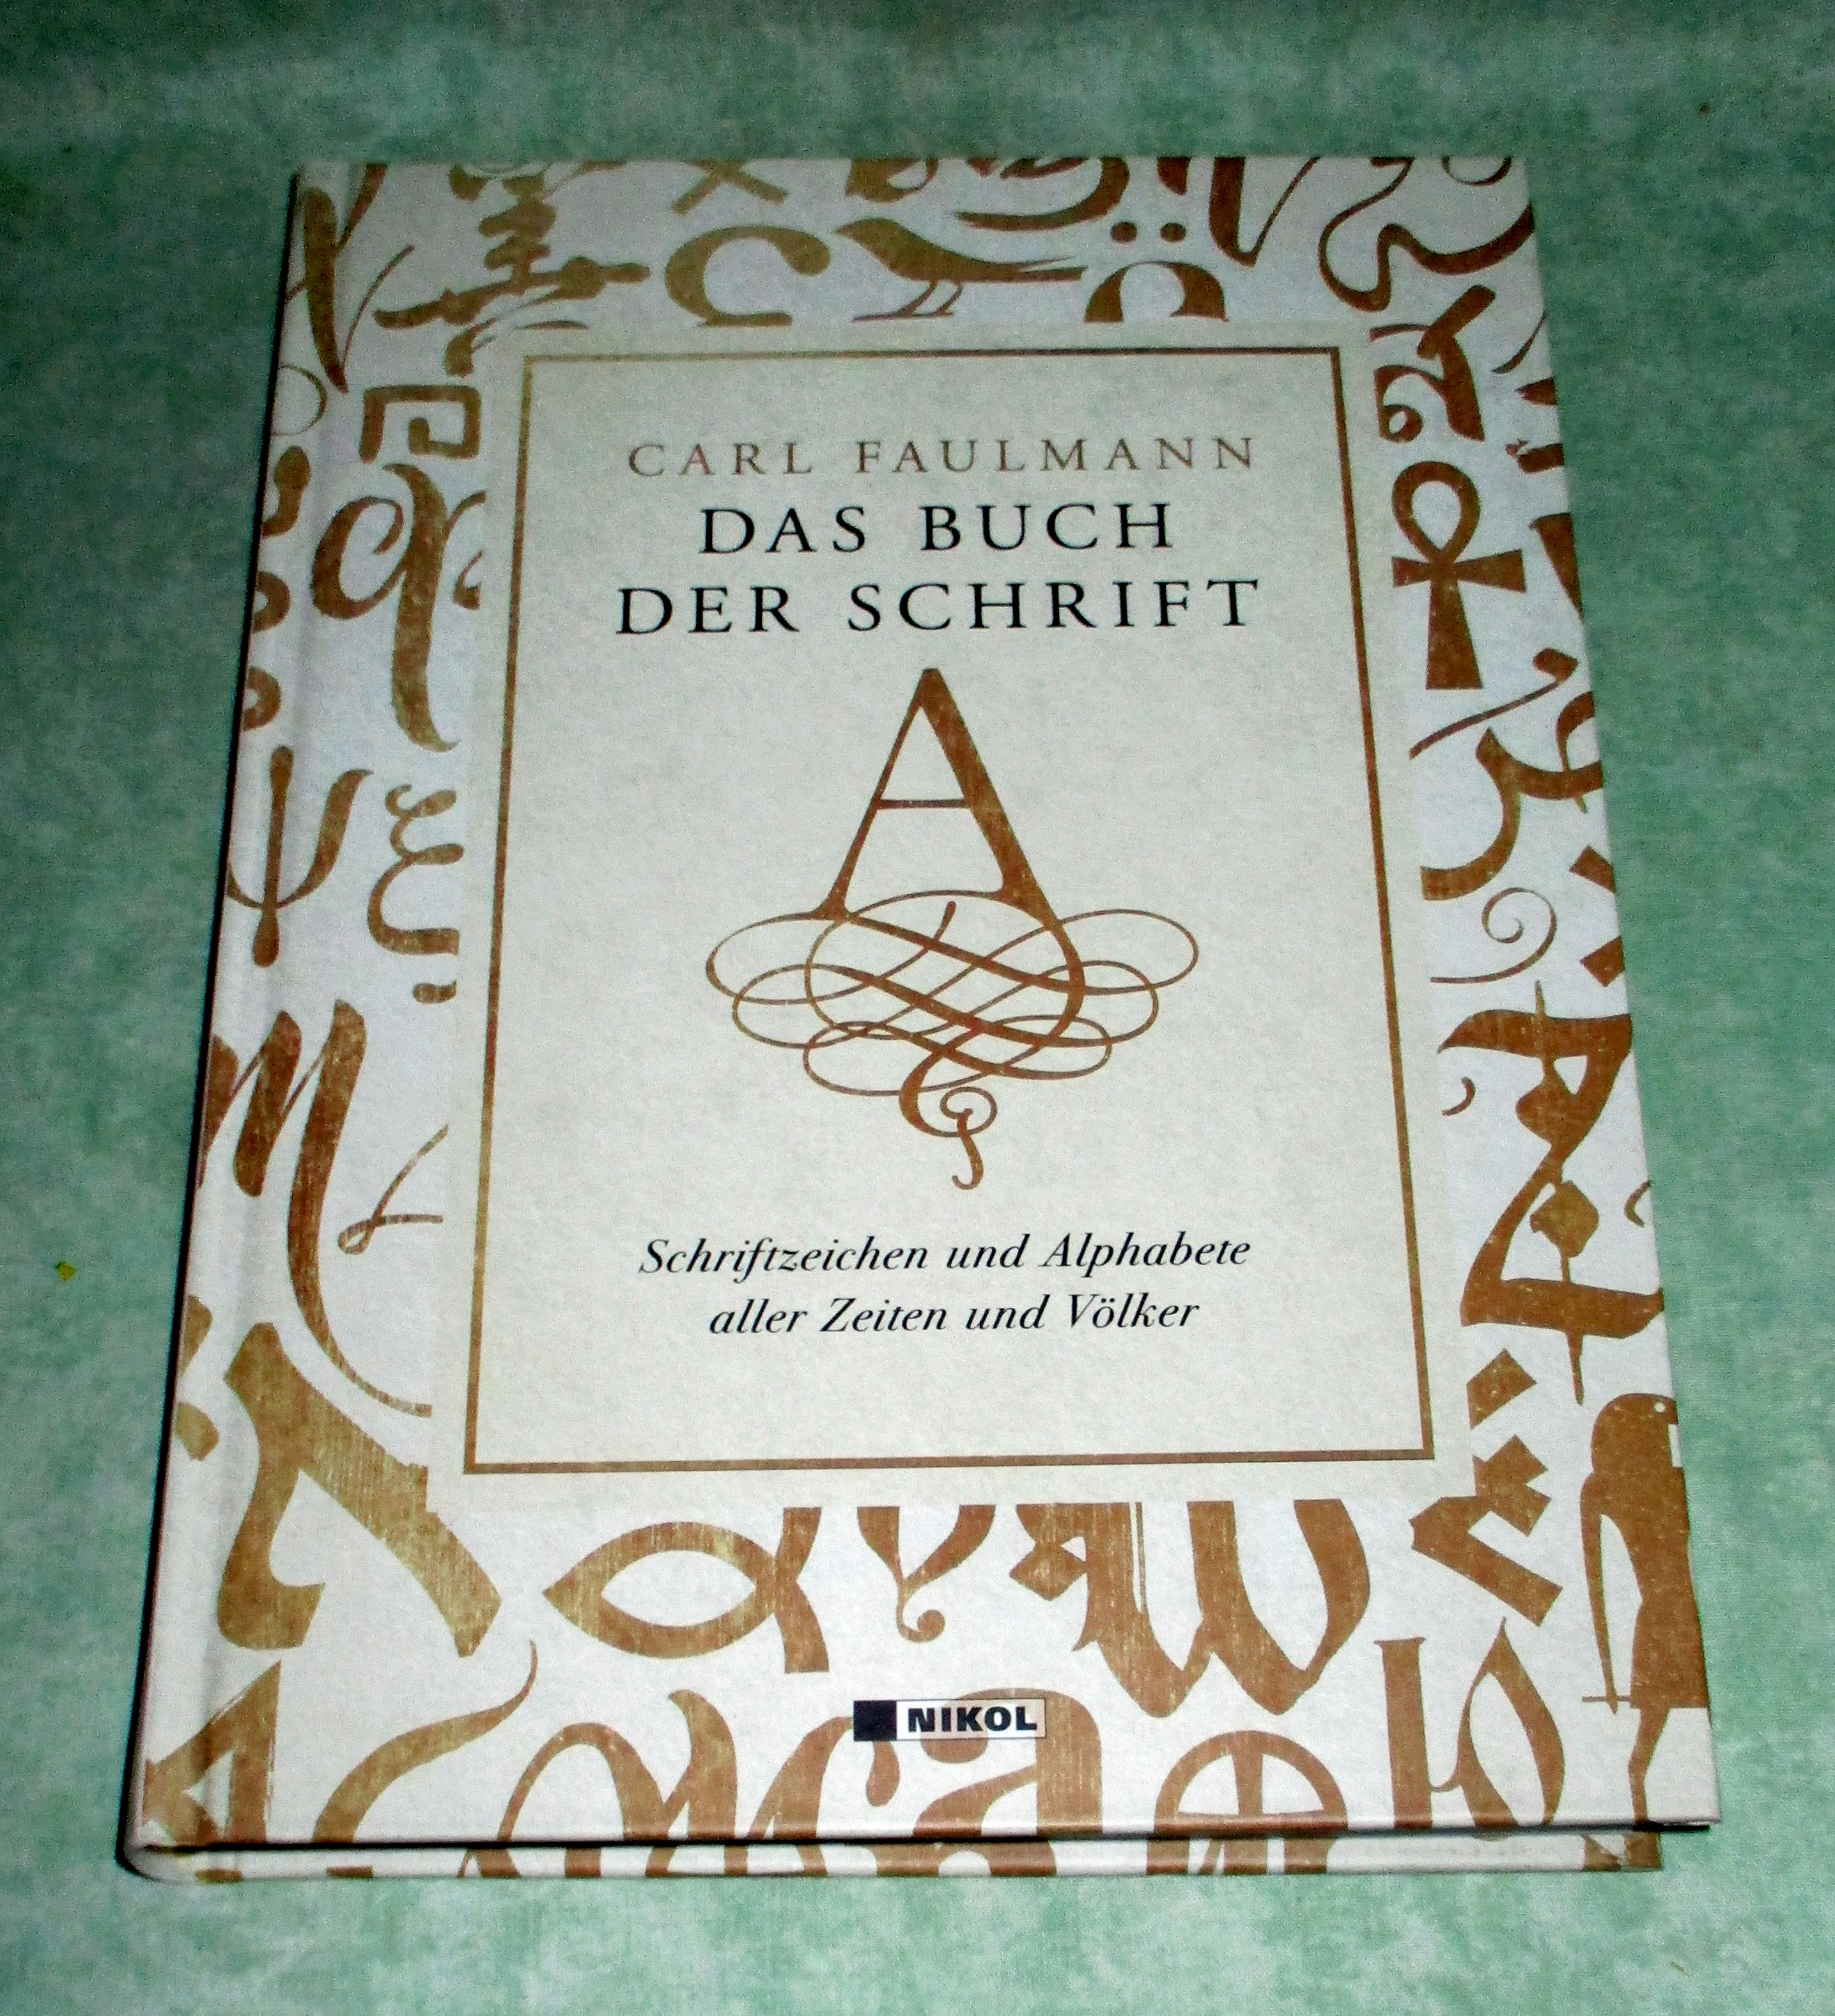 CARL FAULMANN
DAS BUCH
DER SCHRIFT
A
Schriftzeichen und Alphabete
aller Zeiten und Völker
NIKOL